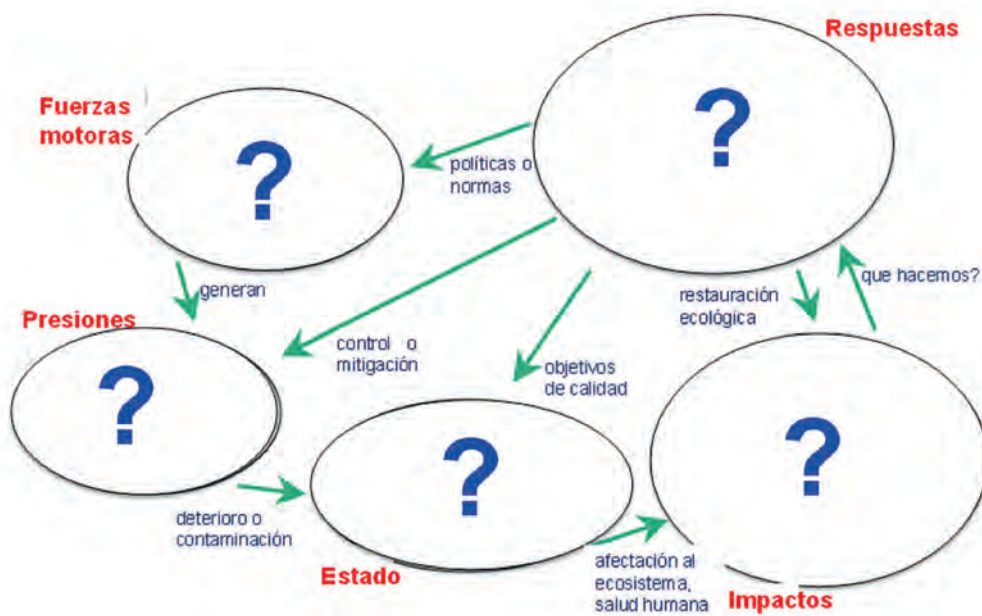 Respuestas
?
Fuerzas
motoras
?
políticas o
normas
generan
restauración
ecológica
que hacemos?
Presiones
?
control o
mitigación
objetivos
de calidad
?
?
deterioro o
contaminación
Estado
afectación al
ecosistema,
salud humana
Impactos